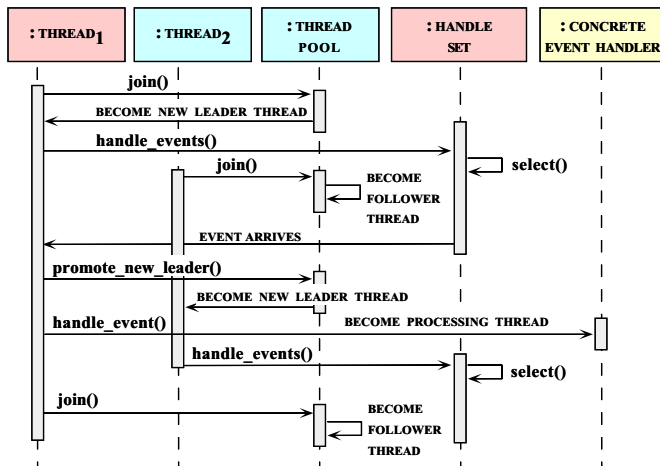 : THREAD1
: THREAD2
: THREAD
POOL
: HANDLE
SET
: CONCRETE
EVENT HANDLER
join()
BECOME NEW LEADER THREAD
handle_events()
select()
join()
BECOME
FOLLOWER
THREAD
EVENT ARRIVES
promote_new_leader()
BECOME NEW LEADER THREAD
handle_event()
BECOME PROCESSING THREAD
handle_events()
select()
join()
BECOME
FOLLOWER
THREAD